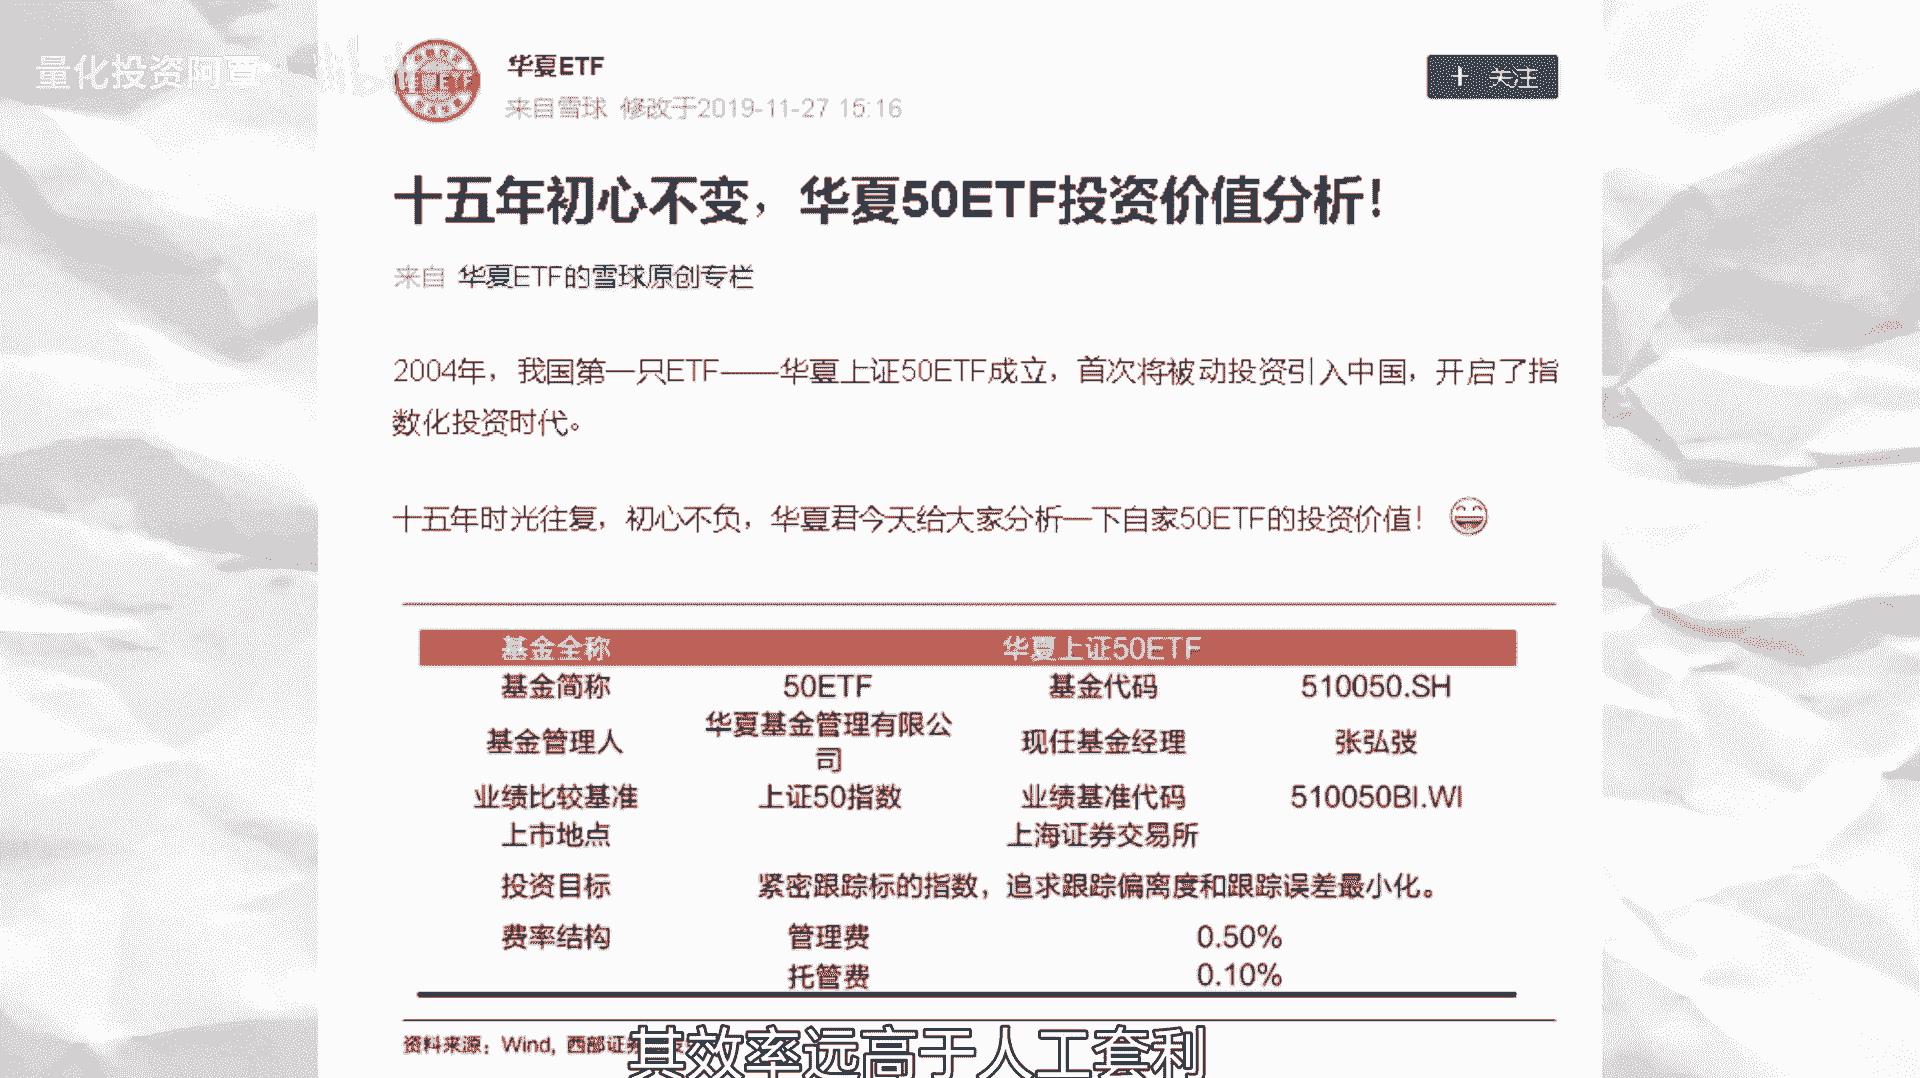 量化投资阿覃
华夏ETF
来自雪球 修改于2019-11-27 15:16
+ 关注
十五年初心不变，华夏50ETF投资价值分析！
来自 华夏ETF的雪球原创专栏
2004年，我国第一只ETF——华夏上证50ETF成立，首次将被动投资引入中国，开启了指
数化投资时代。
十五年时光往复，初心不负，华夏君今天给大家分析一下自家50ETF的投资价值！
基金全称 华夏上证50ETF
基金简称 50ETF 基金代码 510050.SH
基金管理人 华夏基金管理有限公
司 现任基金经理 张弘弢
业绩比较基准 上证50指数 业绩基准代码 510050BI.WI
上市地点 上海证券交易所
投资目标 紧密跟踪标的指数，追求跟踪偏离度和跟踪误差最小化。
费率结构 管理费 0.50%
托管费 0.10%
资料来源：Wind, 西部证券
其效率远高于人工套利